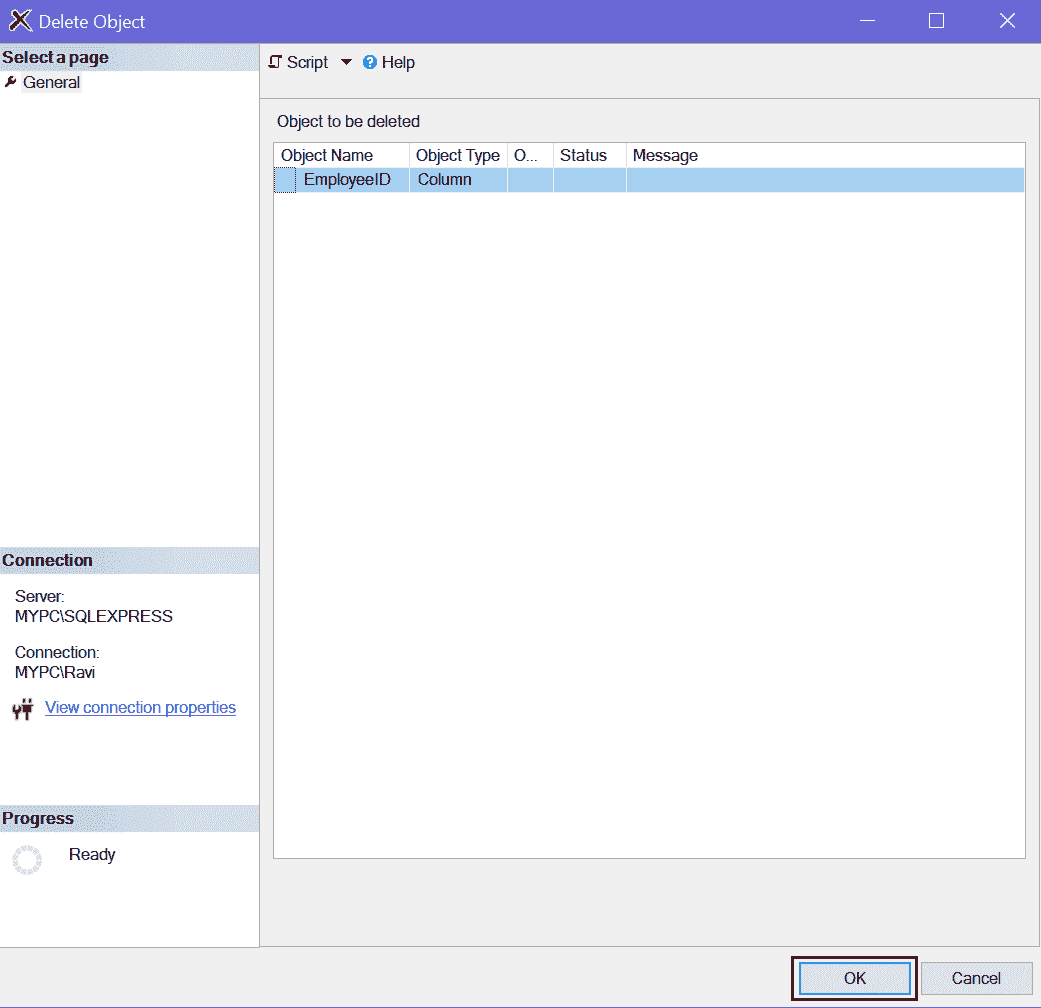 Delete Object
Select a page
General
Script
Help
Object to be deleted
Object Name Object Type O... Status Message
EmployeeID Column
Connection
Server:
MYPC\SQLEXPRESS
Connection:
MYPC\Ravi
View connection properties
Progress
Ready
OK Cancel